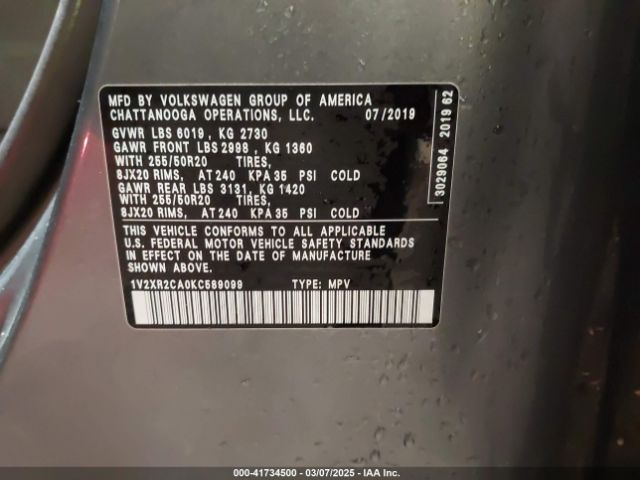 MFD BY VOLKSWAGEN GROUP OF AMERICA
CHATTANOOGA OPERATIONS, LLC. 07/2019
GVWR LBS 6019 , KG 2730
GAWR FRONT LBS 2998 , KG 1360
WITH 255/50R20 TIRES,
8JX20 RIMS, AT 240 KPA 35 PSI COLD
GAWR REAR LBS 3131, KG 1420
WITH 255/50R20 TIRES,
8JX20 RIMS, AT 240 KPA 35 PSI COLD
THIS VEHICLE CONFORMS TO ALL APPLICABLE
U.S. FEDERAL MOTOR VEHICLE SAFETY STANDARDS
IN EFFECT ON THE DATE OF MANUFACTURE
SHOWN ABOVE.
1V2XR2CA0KC589099 TYPE: MPV
3029064 2019 62
000-41734500 - 03/07/2025 - IAA Inc.